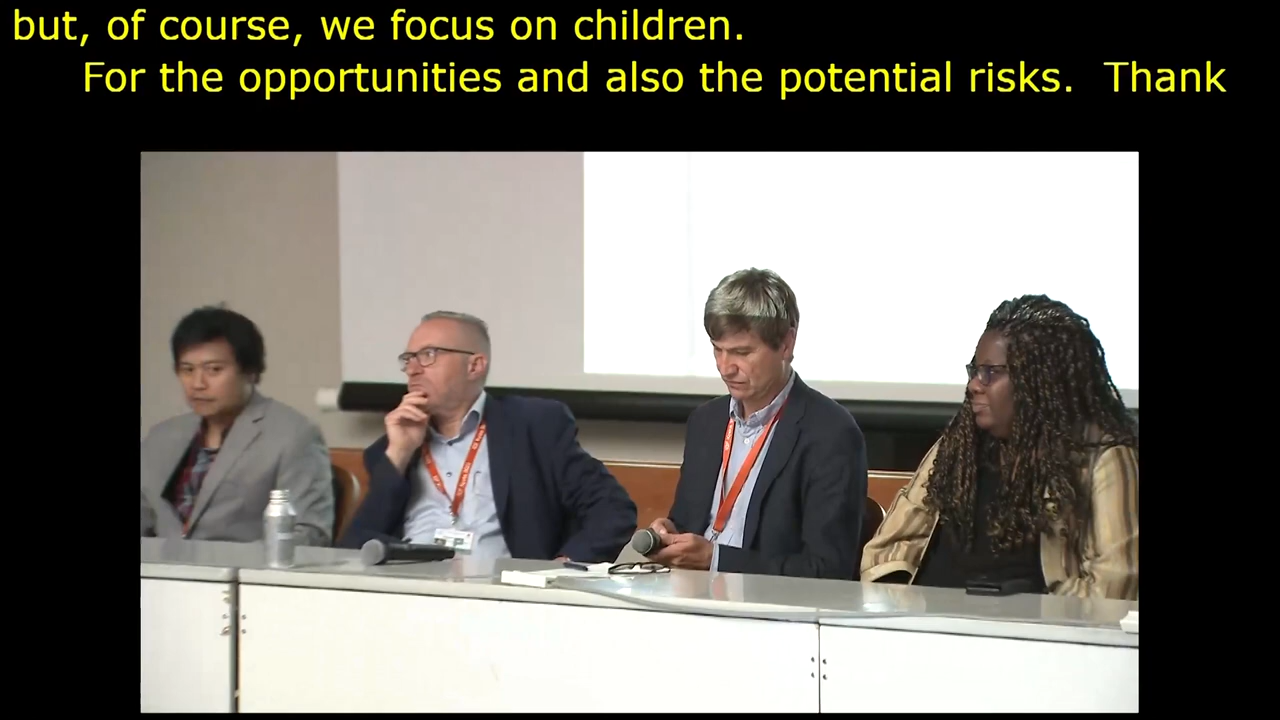 but, of course, we focus on children.
For the opportunities and also the potential risks.  Thank